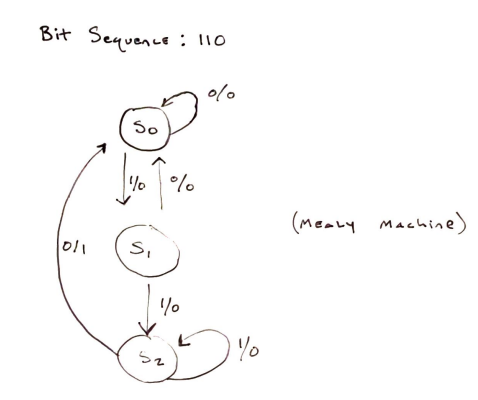 Bit Sequence : 110
0/0
S0
1/0 0/0
(Mealy Machine)
0/1
S1
1/0
S2
1/0